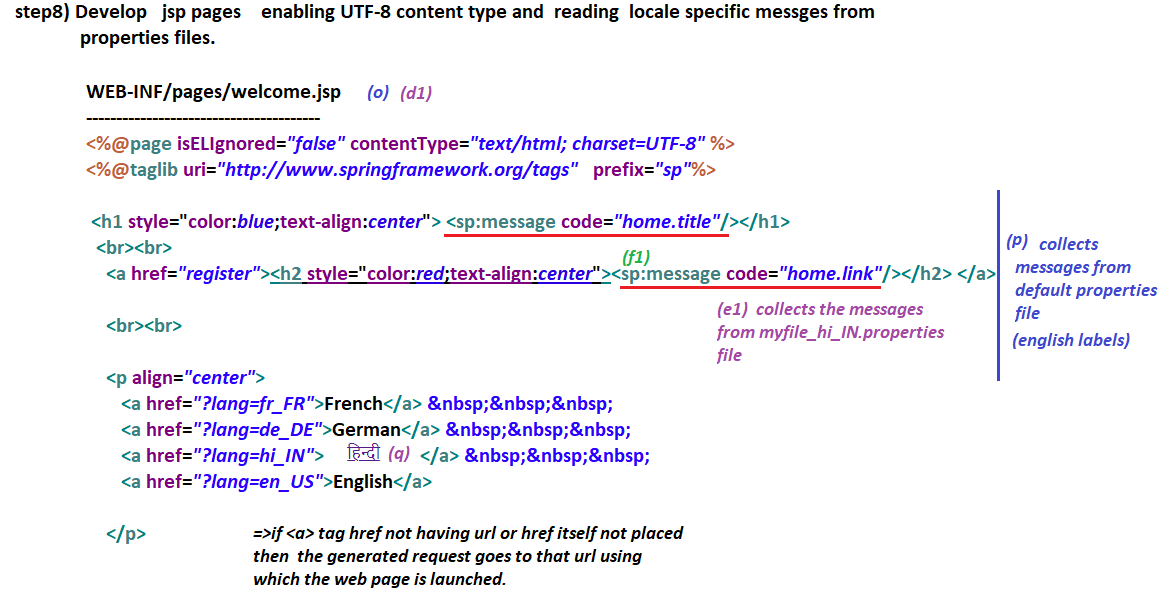 step8) Develop jsp pages enabling UTF-8 content type and reading locale specific messges from
properties files.
WEB-INF/pages/welcome.jsp (o) (d1)
---------------------------------------
<%@page isELIgnored="false" contentType="text/html; charset=UTF-8" %>
<%@taglib uri="http://www.springframework.org/tags" prefix="sp"%>
<h1 style="color:blue;text-align:center"> <sp:message code="home.title"/></h1>
<br><br>
(f1)
<a href="register"><h2 style="color:red;text-align:center"><sp:message code="home.link"/></h2> </a>
(p) collects
messages from
default properties
file
(english labels)
(e1) collects the messages
from myfile_hi_IN.properties
file
<br><br>
<p align="center">
<a href="?lang=fr_FR">French</a> &nbsp;&nbsp;&nbsp;
<a href="?lang=de_DE">German</a> &nbsp;&nbsp;&nbsp;
<a href="?lang=hi_IN"> हिन्दी (q) </a> &nbsp;&nbsp;&nbsp;
<a href="?lang=en_US">English</a>
</p>
=>if <a> tag href not having url or href itself not placed
then the generated request goes to that url using
which the web page is launched.